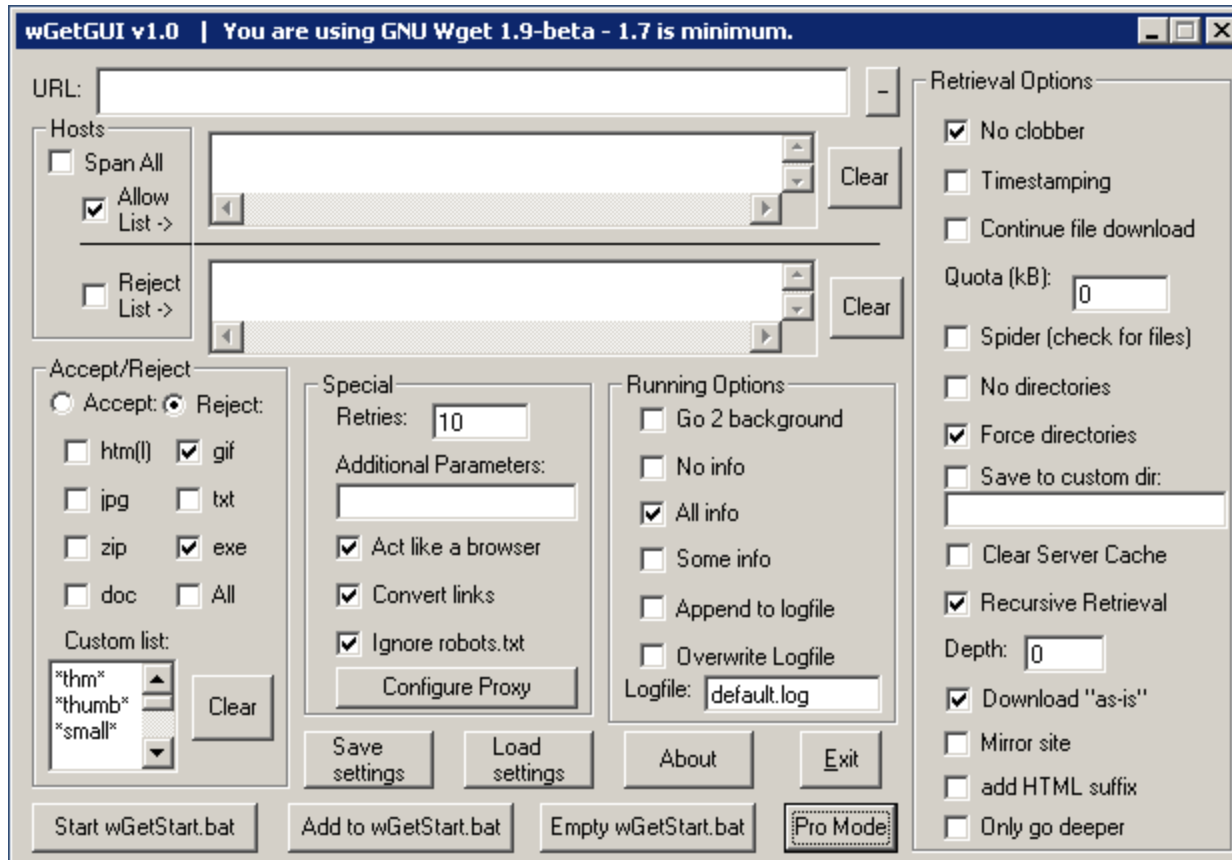 wGetGUI v1.0 | You are using GNU Wget 1.9-beta - 1.7 is minimum.
URL:
-
Hosts
Span All
Allow
List ->
Clear
Reject
List ->
Clear
Accept/Reject
Accept: Reject:
htm(l) gif
jpg txt
zip exe
doc All
Custom list:
*thm*
*thumb*
*small*
Clear
Special
Retries: 10
Additional Parameters:
Act like a browser
Convert links
Ignore robots.txt
Configure Proxy
Running Options
Go 2 background
No info
All info
Some info
Append to logfile
Overwrite Logfile
Logfile: default.log
Save
settings
Load
settings
About
Exit
Start wGetStart.bat
Add to wGetStart.bat
Empty wGetStart.bat
Pro Mode
Retrieval Options
No clobber
Timestamping
Continue file download
Quota (kB): 0
Spider (check for files)
No directories
Force directories
Save to custom dir:
Clear Server Cache
Recursive Retrieval
Depth: 0
Download "as-is"
Mirror site
add HTML suffix
Only go deeper